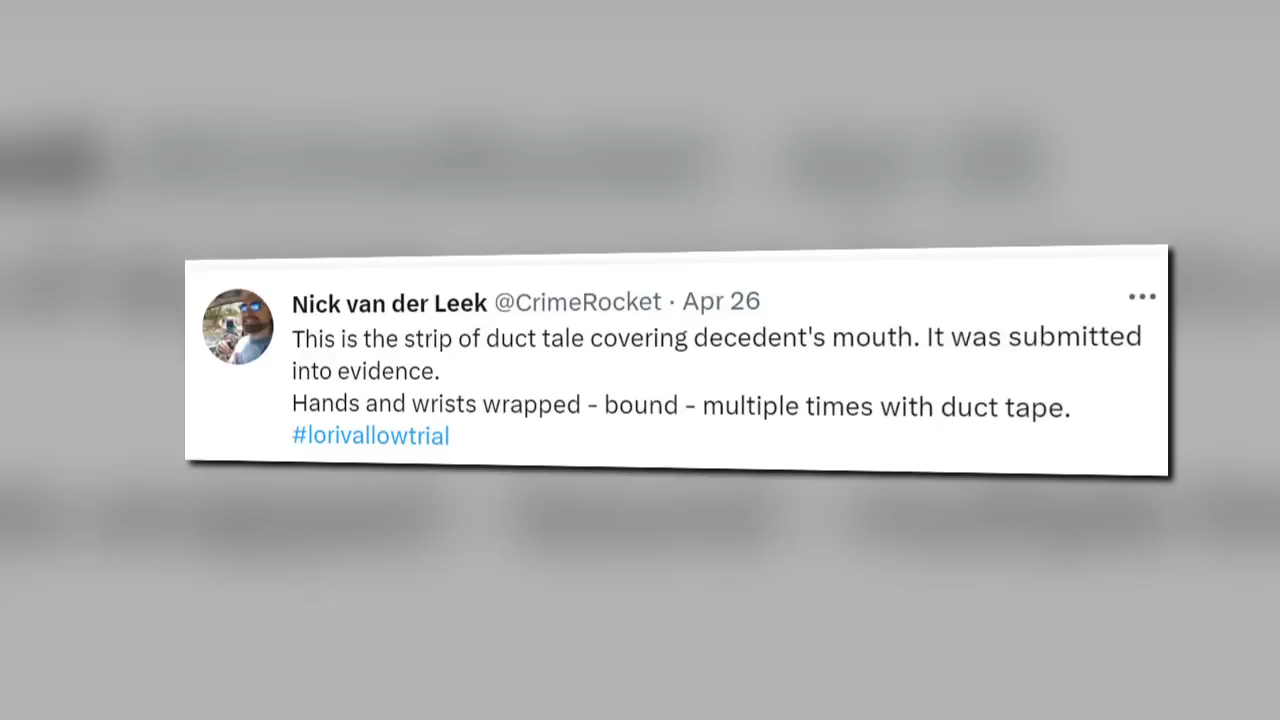 Nick van der Leek @CrimeRocket · Apr 26
This is the strip of duct tale covering decedent's mouth. It was submitted
into evidence.
Hands and wrists wrapped - bound - multiple times with duct tape.
#lorivallowtrial